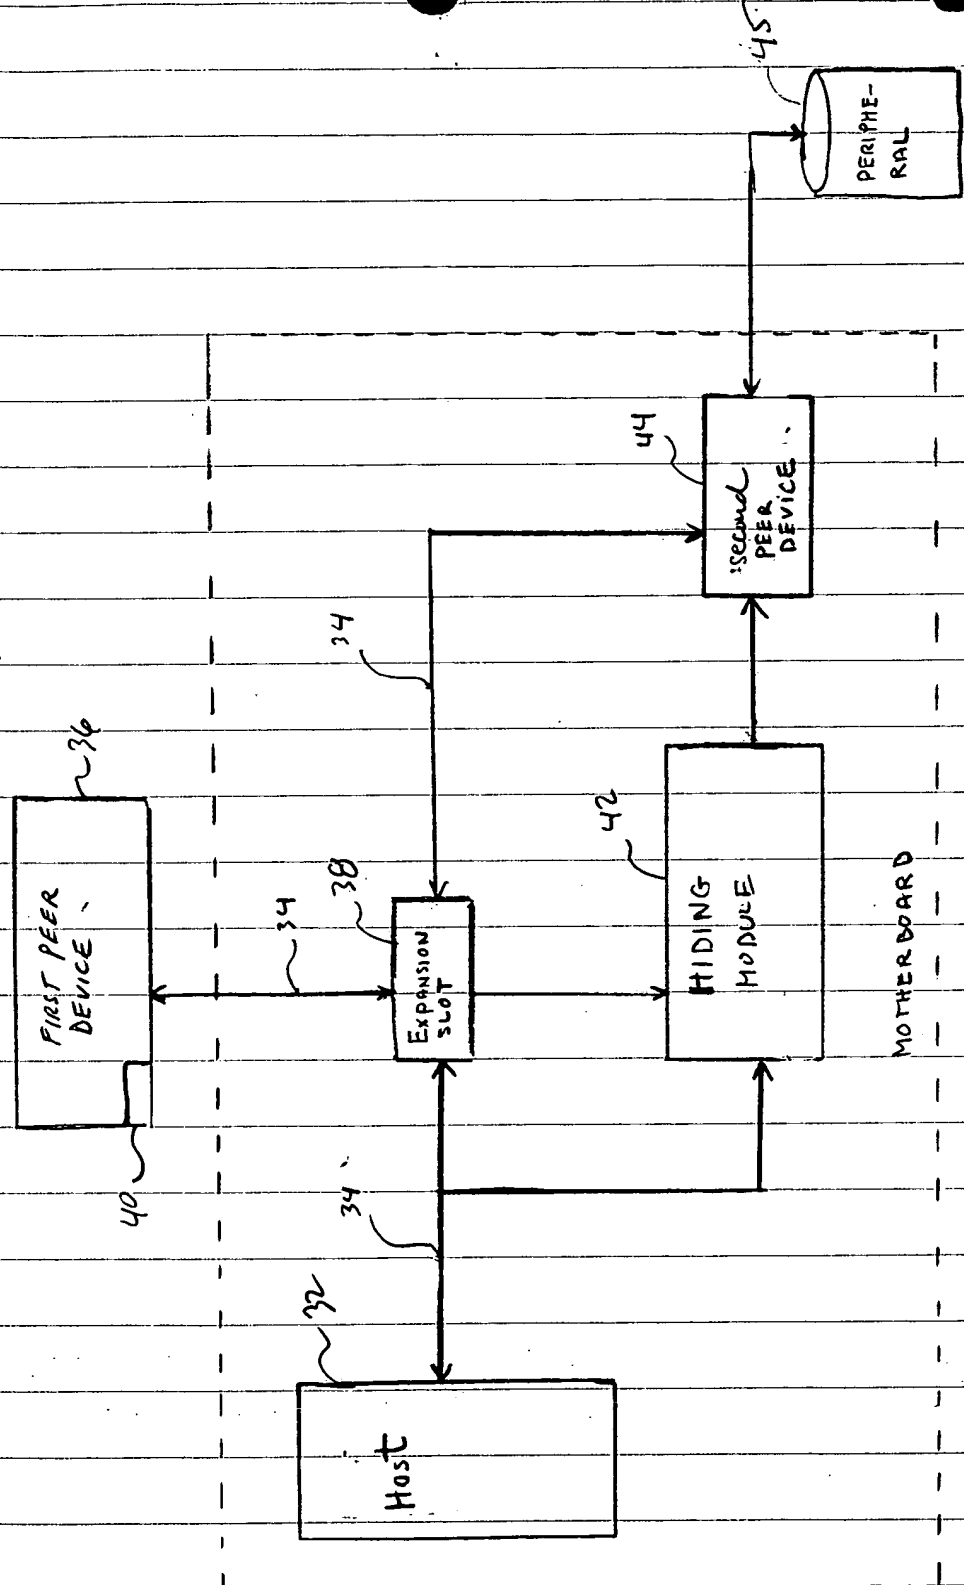 FIRST PEER
DEVICE.
36
40
34
EXPANSION
SLOT
38
34
34
Host
32
HIDING
MODULE
42
second
PEER
DEVICE
44
PERIPHE-
RAL
45
MOTHERBOARD